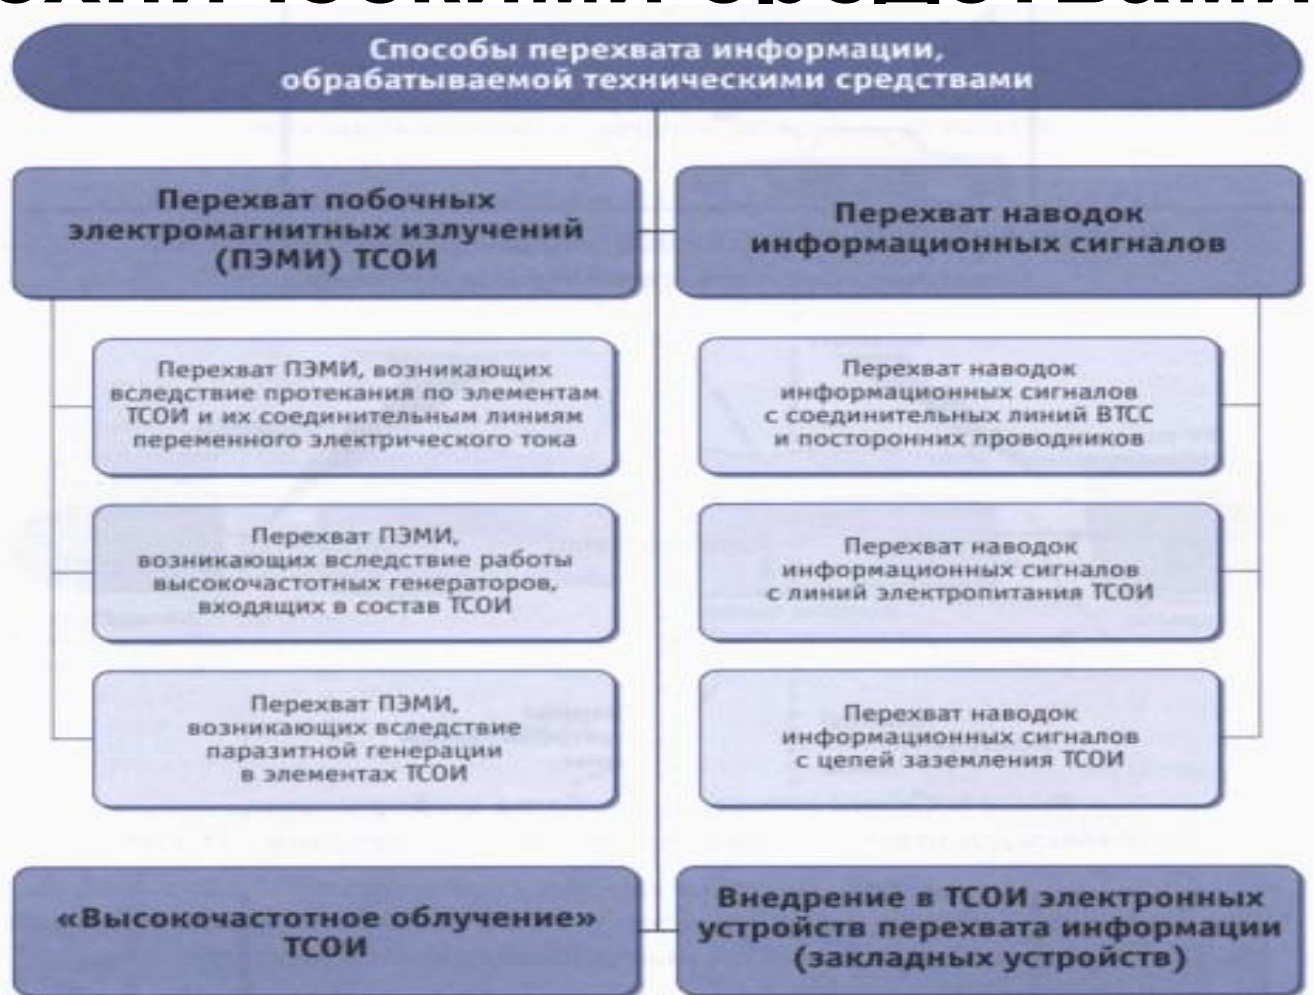 Способы перехвата информации,
обрабатываемой техническими средствами
Перехват побочных
электромагнитных излучений
(ПЭМИ) ТСОИ
Перехват ПЭМИ, возникающих
вследствие протекания по элементам
ТСОИ и их соединительным линиям
переменного электрического тока
Перехват ПЭМИ,
возникающих вследствие работы
высокочастотных генераторов,
входящих в состав ТСОИ
Перехват ПЭМИ,
возникающих вследствие
паразитной генерации
в элементах ТСОИ
Перехват наводок
информационных сигналов
Перехват наводок
информационных сигналов
с соединительных линий ВТСС
и посторонних проводников
Перехват наводок
информационных сигналов
с линий электропитания ТСОИ
Перехват наводок
информационных сигналов
с цепей заземления ТСОИ
«Высокочастотное облучение»
ТСОИ
Внедрение в ТСОИ электронных
устройств перехвата информации
(закладных устройств)